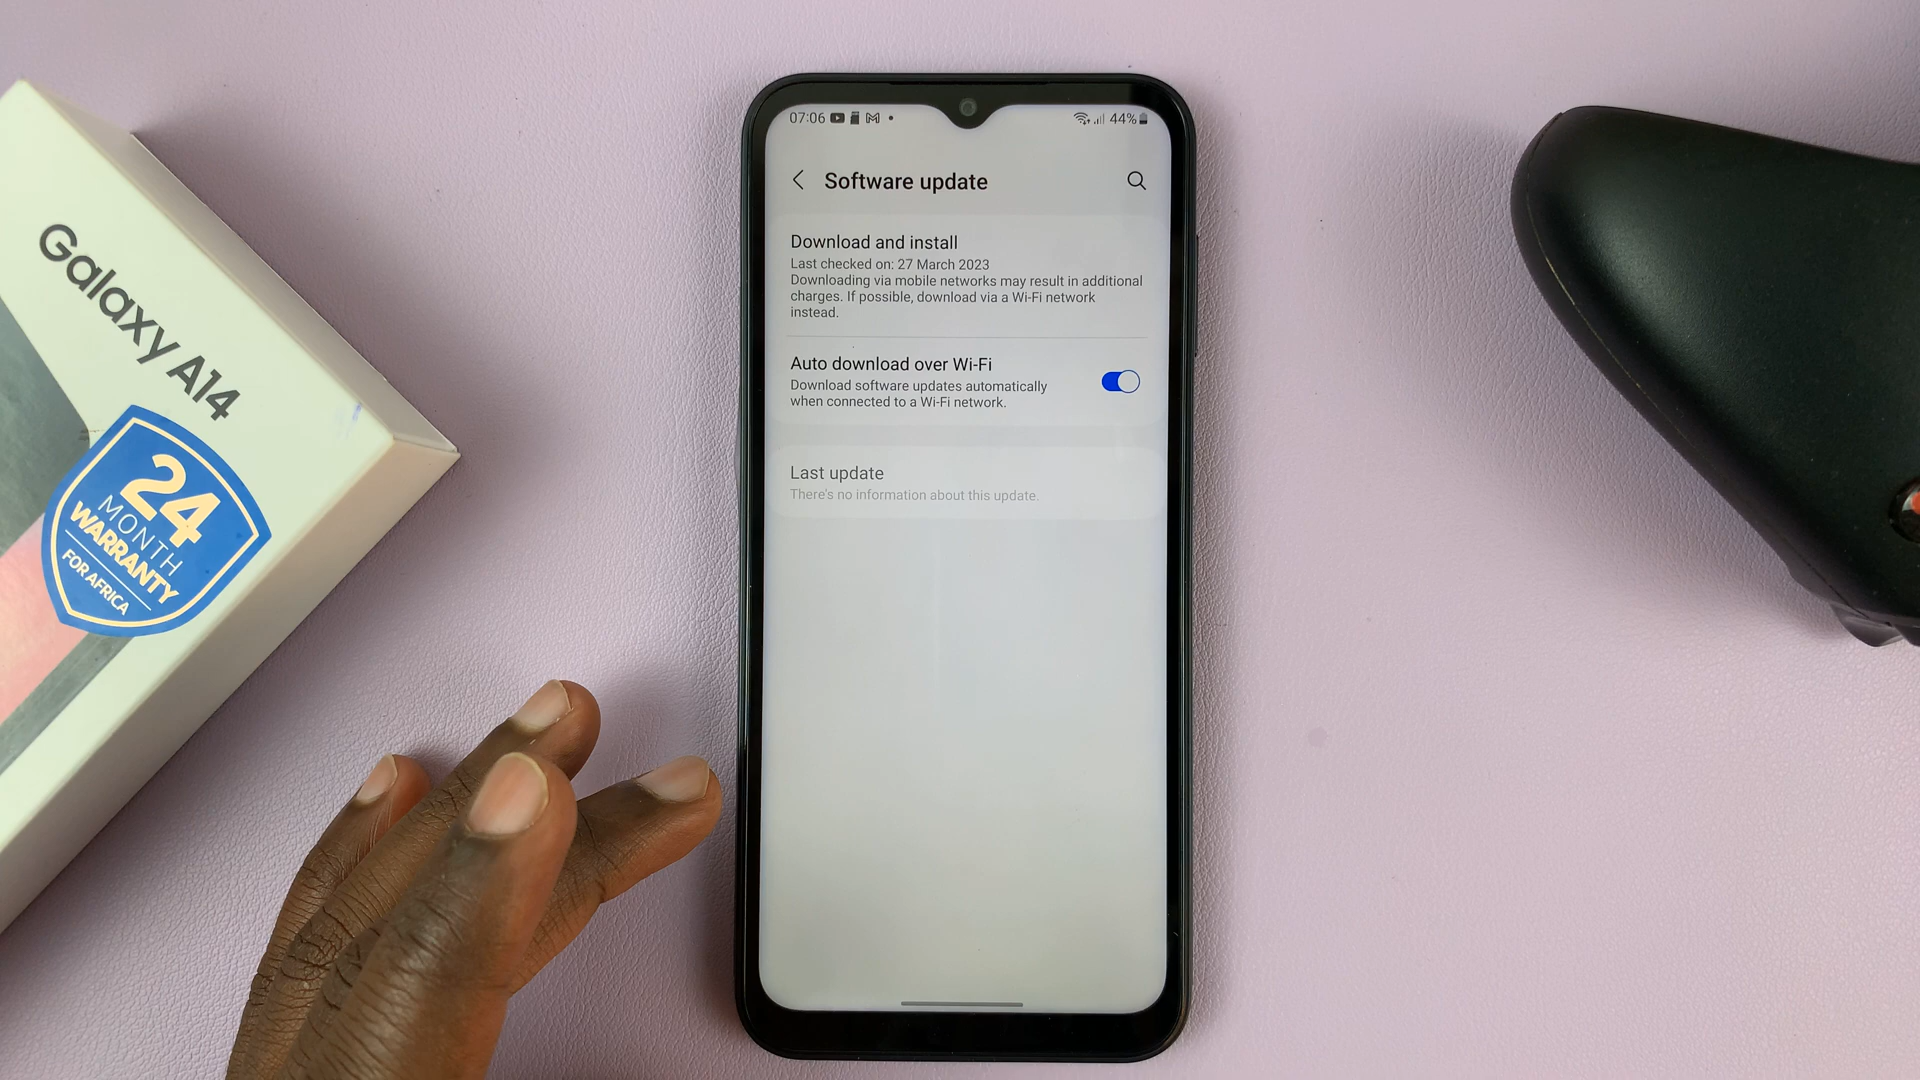 Galaxy A14
24
MONTH
WARRANTY
FOR AFRICA
07:06
44%
Software update
Download and install
Last checked on: 27 March 2023
Downloading via mobile networks may result in additional
charges. If possible, download via a Wi-Fi network
instead.
Auto download over Wi-Fi
Download software updates automatically
when connected to a Wi-Fi network.
Last update
There's no information about this update.